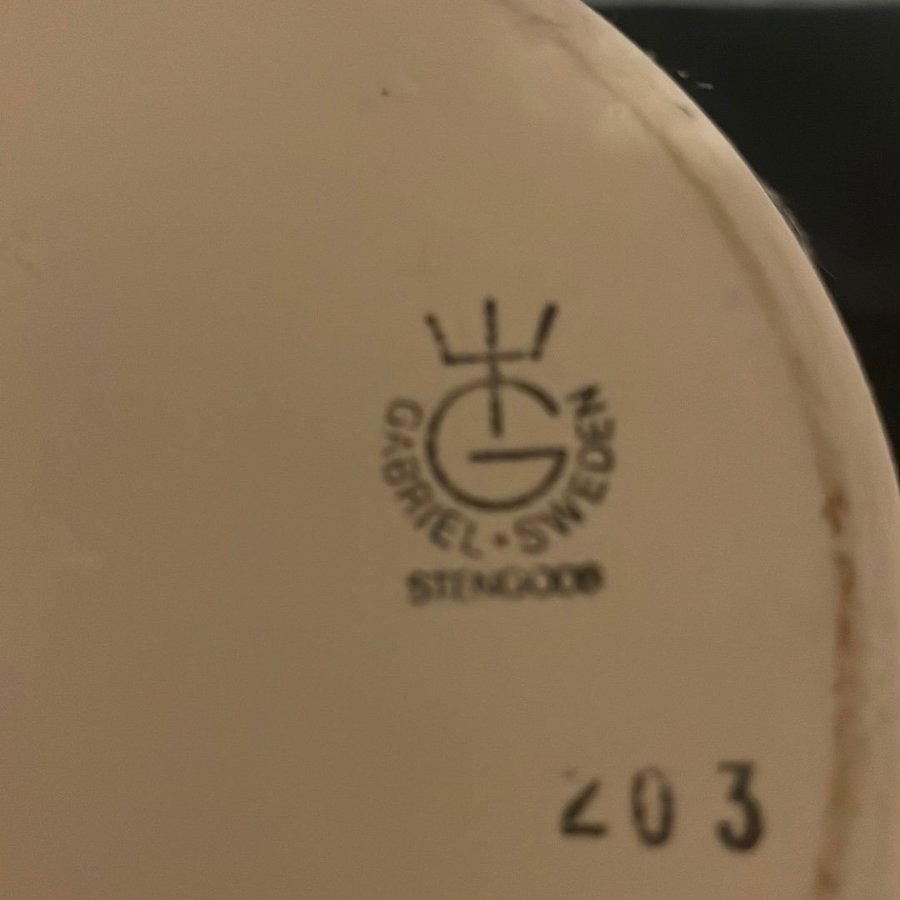 GABRIEL · SWEDEN
STENGODS
203